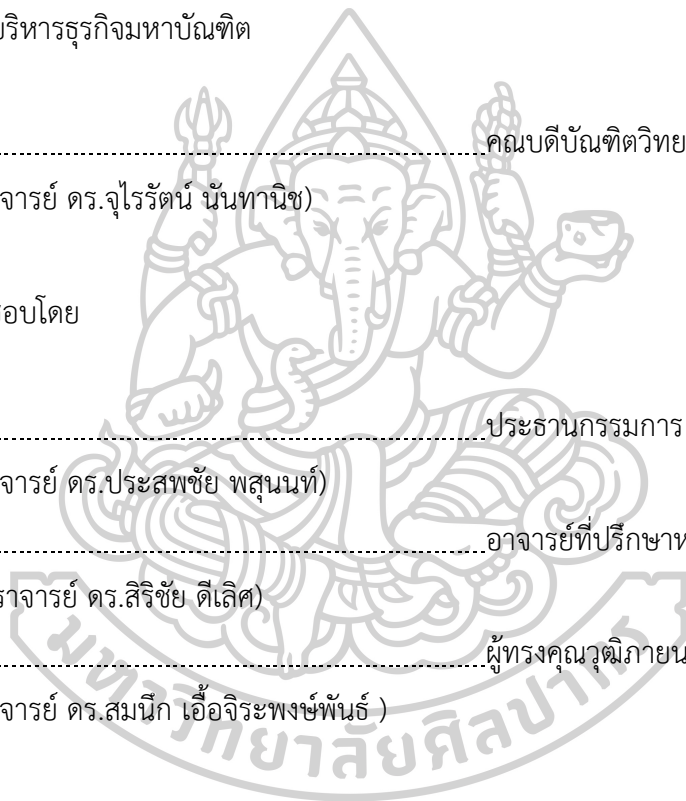 บริหารธุรกิจมหาบัณฑิต
คณบดีบัณฑิตวิทย
จารย์ ดร.จุไรรัตน์ นันทานิช)
สอบโดย
ประธานกรรมการ
จารย์ ดร.ประสพชัย พสุนนท์)
อาจารย์ที่ปรึกษาห
ราจารย์ ดร.สิริชัย ดีเลิศ)
ผู้ทรงคุณวุฒิภายน
จารย์ ดร.สมนึก เอื้อจิระพงษ์พันธ์ )
มหาวิทยาลัยศิลปากร